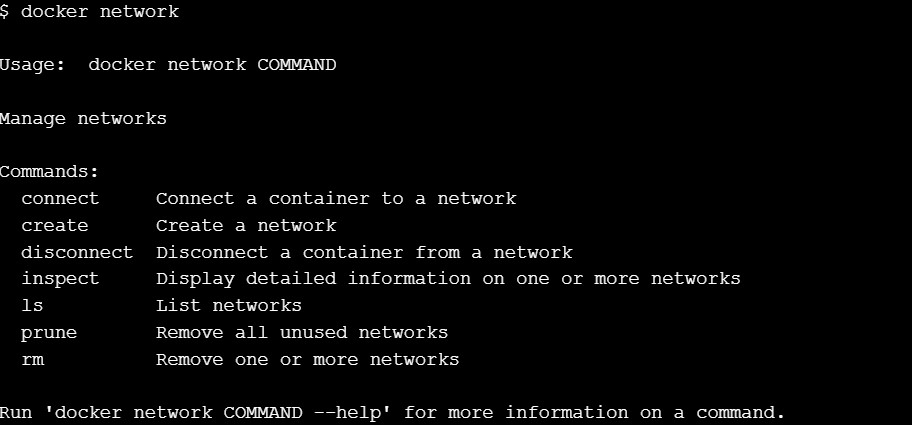 $ docker network
Usage:  docker network COMMAND
Manage networks
Commands:
  connect     Connect a container to a network
  create      Create a network
  disconnect  Disconnect a container from a network
  inspect     Display detailed information on one or more networks
  ls          List networks
  prune       Remove all unused networks
  rm          Remove one or more networks
Run 'docker network COMMAND --help' for more information on a command.